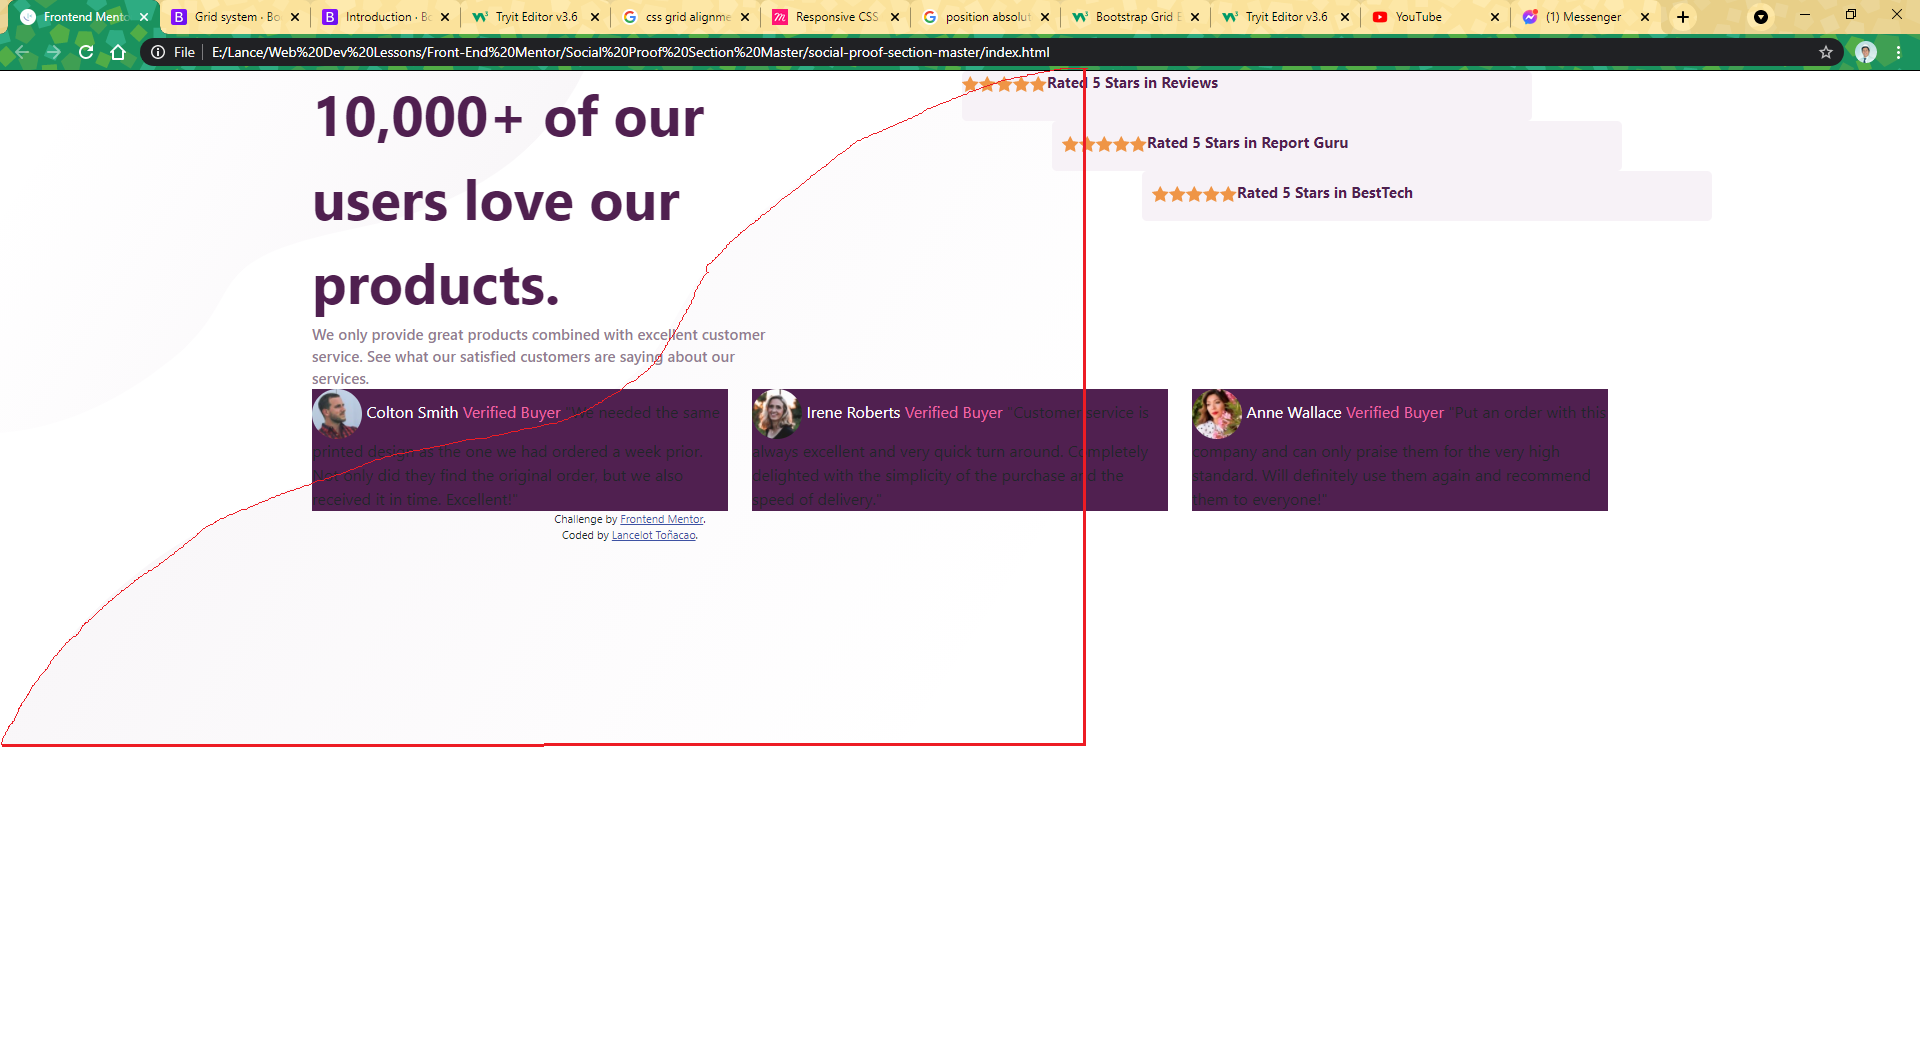 Frontend Mento
Grid system · Bo
Introduction · Bo
Tryit Editor v3.6
css grid alignme
Responsive CSS
position absolut
Bootstrap Grid E
Tryit Editor v3.6
YouTube
(1) Messenger
File
E:/Lance/Web%20Dev%20Lessons/Front-End%20Mentor/Social%20Proof%20Section%20Master/social-proof-section-master/index.html
10,000+ of our
users love our
products.
We only provide great products combined with excellent customer
service. See what our satisfied customers are saying about our
services.
Rated 5 Stars in Reviews
Rated 5 Stars in Report Guru
Rated 5 Stars in BestTech
Colton Smith Verified Buyer "We needed the same
printed design as the one we had ordered a week prior.
Not only did they find the original order, but we also
received it in time. Excellent!"
Irene Roberts Verified Buyer "Customer service is
always excellent and very quick turn around. Completely
delighted with the simplicity of the purchase and the
speed of delivery."
Anne Wallace Verified Buyer "Put an order with this
company and can only praise them for the very high
standard. Will definitely use them again and recommend
them to everyone!"
Challenge by Frontend Mentor.
Coded by Lancelot Toñacao.